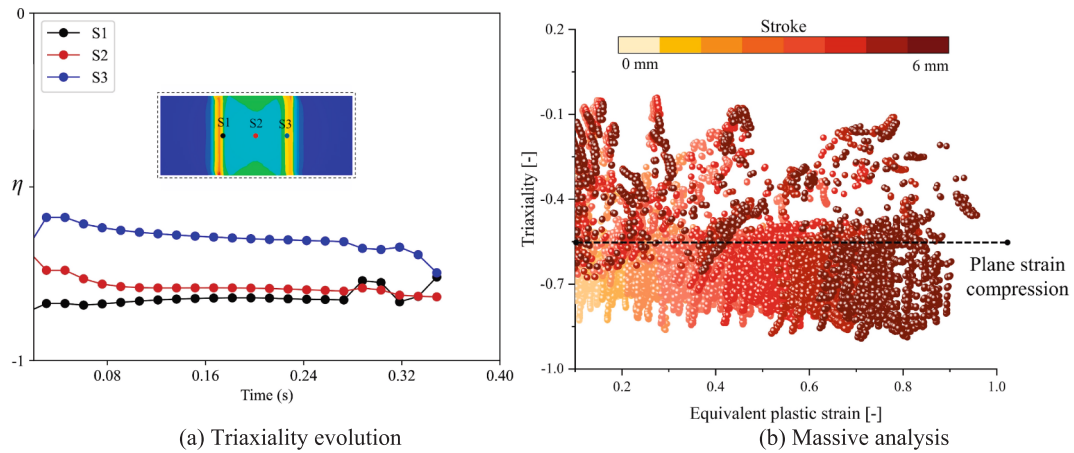 0
S1
S2
S3
S1
S2
S3
η
-1
0.08
0.16
0.24
0.32
0.40
Time (s)
(a) Triaxiality evolution
0.2
-0.1
-0.4
-0.7
-1.0
Triaxiality [-]
Stroke
0 mm
6 mm
Plane strain
compression
0.2
0.4
0.6
0.8
1.0
Equivalent plastic strain [-]
(b) Massive analysis